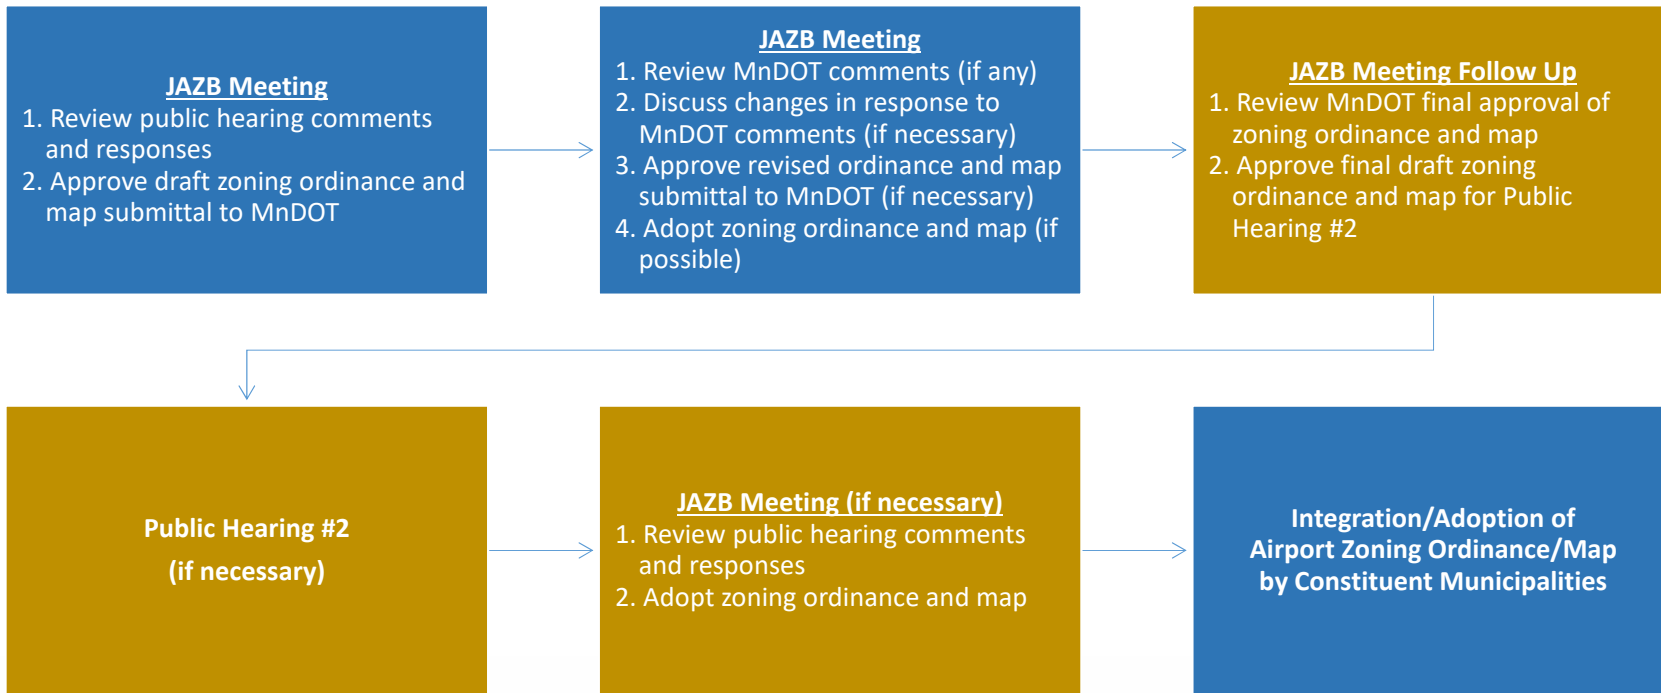 JAZB Meeting
1. Review public hearing comments
and responses
2. Approve draft zoning ordinance and
map submittal to MnDOT
JAZB Meeting
1. Review MnDOT comments (if any)
2. Discuss changes in response to
MnDOT comments (if necessary)
3. Approve revised ordinance and map
submittal to MnDOT (if necessary)
4. Adopt zoning ordinance and map (if
possible)
JAZB Meeting Follow Up
1. Review MnDOT final approval of
zoning ordinance and map
2. Approve final draft zoning
ordinance and map for Public
Hearing #2
Public Hearing #2
(if necessary)
JAZB Meeting (if necessary)
1. Review public hearing comments
and responses
2. Adopt zoning ordinance and map
Integration/Adoption of
Airport Zoning Ordinance/Map
by Constituent Municipalities